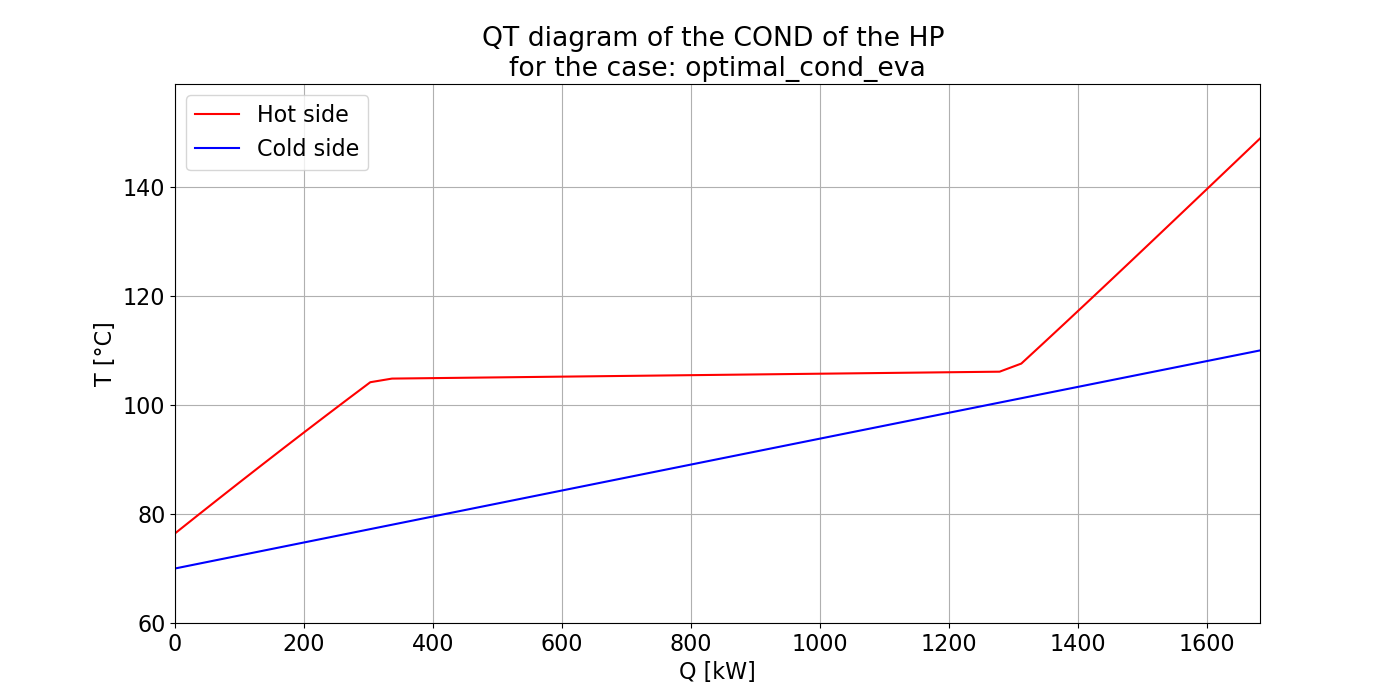 QT diagram of the COND of the HP
for the case: optimal_cond_eva
Hot side
Cold side
T [°C]
140
120
100
80
60
0 200 400 600 800 1000 1200 1400 1600
Q [kW]